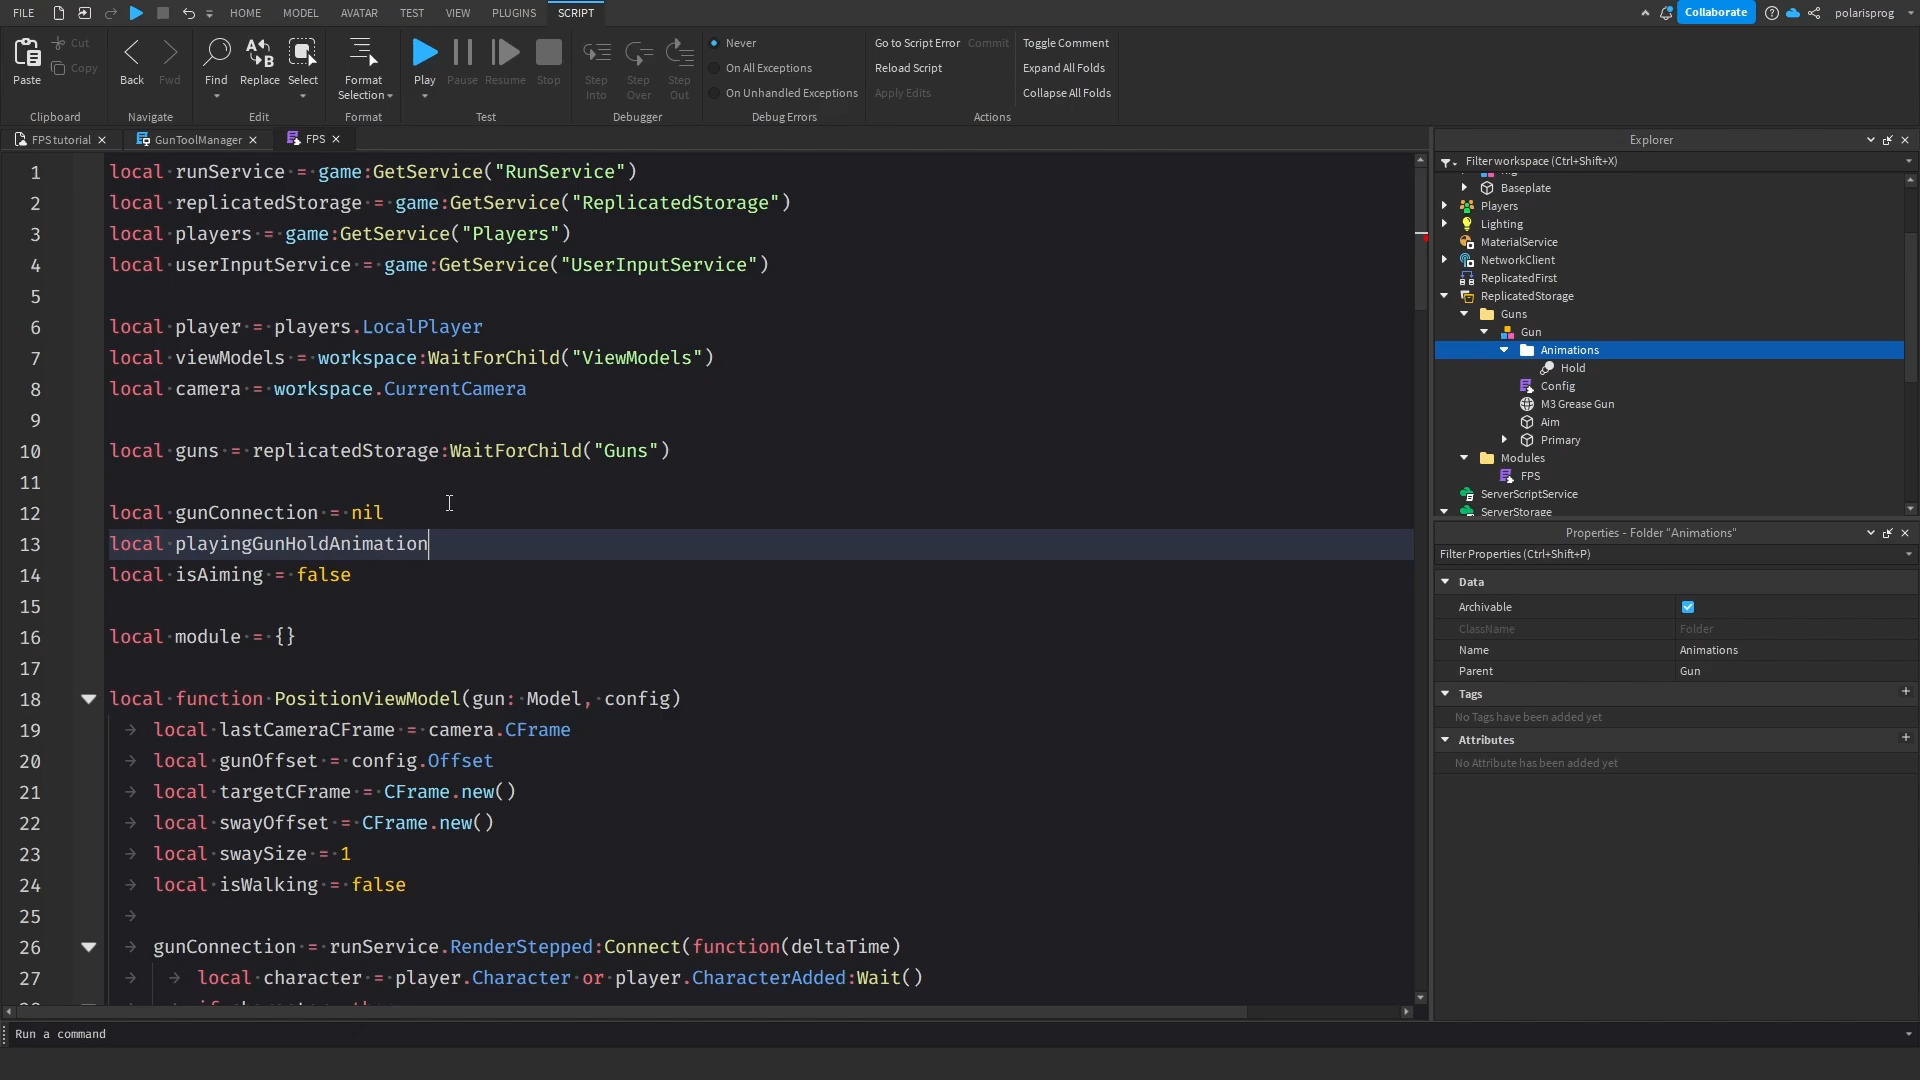 FILE HOME MODEL AVATAR TEST VIEW PLUGINS SCRIPT Collaborate polarisprog
Paste Cut Copy Back Fwd Find Replace Select Format Selection Play Pause Resume Stop Step Into Step Over Step Out
Never On All Exceptions On Unhandled Exceptions
Go to Script Error Commit Reload Script Apply Edits
Toggle Comment Expand All Folds Collapse All Folds
Clipboard Navigate Edit Format Test Debugger Debug Errors Actions
FPS tutorial GunToolManager FPS
1 local runService = game:GetService("RunService")
2 local replicatedStorage = game:GetService("ReplicatedStorage")
3 local players = game:GetService("Players")
4 local userInputService = game:GetService("UserInputService")
5
6 local player = players.LocalPlayer
7 local viewModels = workspace:WaitForChild("ViewModels")
8 local camera = workspace.CurrentCamera
9
10 local guns = replicatedStorage:WaitForChild("Guns")
11
12 local gunConnection = nil
13 local playingGunHoldAnimation
14 local isAiming = false
15
16 local module = {}
17
18 local function PositionViewModel(gun: Model, config)
19 local lastCameraCFrame = camera.CFrame
20 local gunOffset = config.Offset
21 local targetCFrame = CFrame.new()
22 local swayOffset = CFrame.new()
23 local swaySize = 1
24 local isWalking = false
25
26 gunConnection = runService.RenderStepped:Connect(function(deltaTime)
27 local character = player.Character or player.CharacterAdded:Wait()
Run a command
Explorer
Filter workspace (Ctrl+Shift+X)
Baseplate
Players
Lighting
MaterialService
NetworkClient
ReplicatedFirst
ReplicatedStorage
Guns
Gun
Animations
Hold
Config
M3 Grease Gun
Aim
Primary
Modules
FPS
ServerScriptService
ServerStorage
Properties - Folder "Animations"
Filter Properties (Ctrl+Shift+P)
Data
Archivable
ClassName Folder
Name Animations
Parent Gun
Tags
No Tags have been added yet
Attributes
No Attribute has been added yet